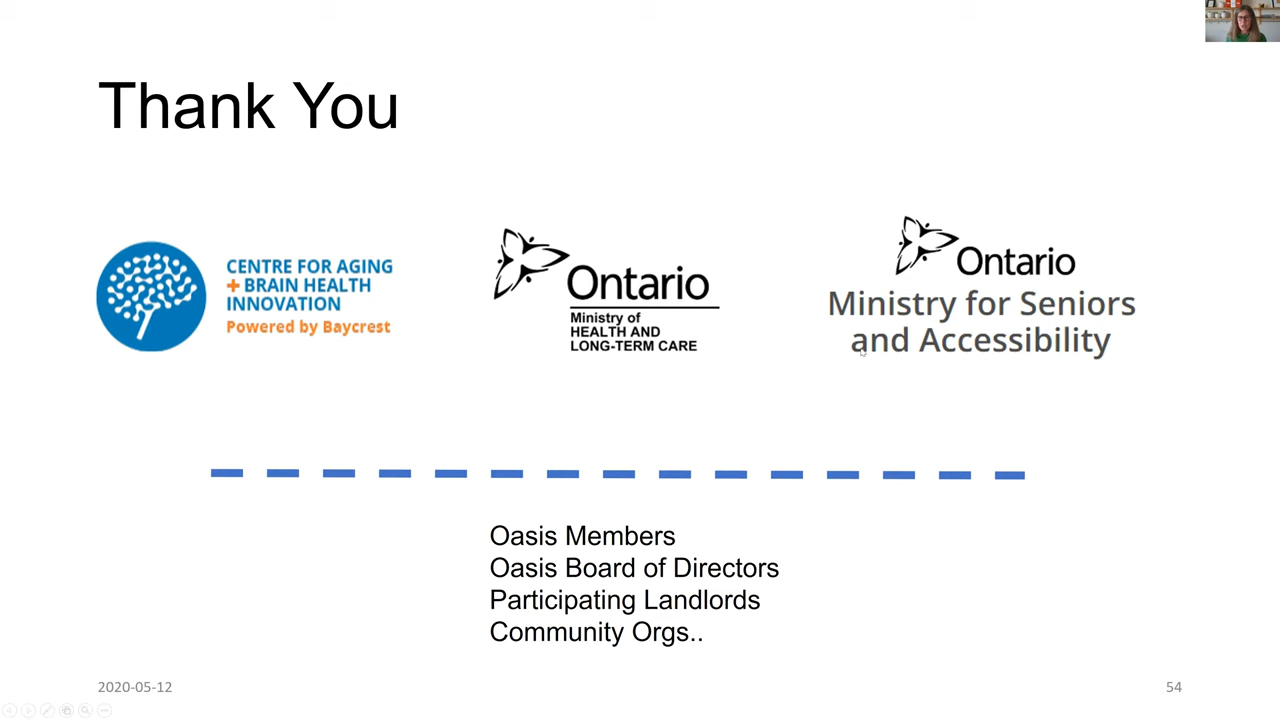 Thank You
CENTRE FOR AGING
+ BRAIN HEALTH
INNOVATION
Powered by Baycrest
Ontario
Ministry of
HEALTH AND
LONG-TERM CARE
Ontario
Ministry for Seniors
and Accessibility
Oasis Members
Oasis Board of Directors
Participating Landlords
Community Orgs..
2020-05-12
54